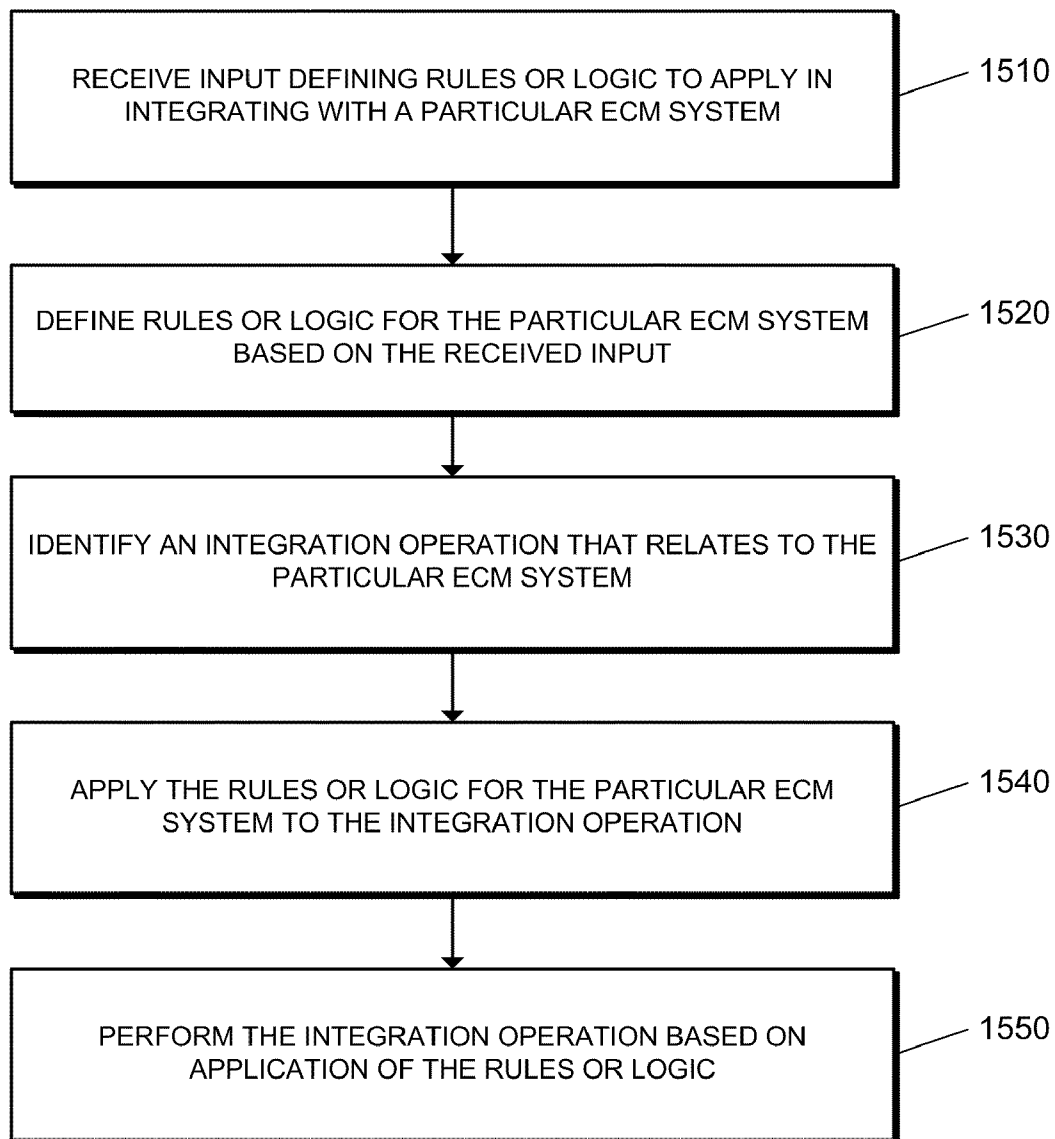 RECEIVE INPUT DEFINING RULES OR LOGIC TO APPLY IN
INTEGRATING WITH A PARTICULAR ECM SYSTEM
1510
DEFINE RULES OR LOGIC FOR THE PARTICULAR ECM SYSTEM
BASED ON THE RECEIVED INPUT
1520
IDENTIFY AN INTEGRATION OPERATION THAT RELATES TO THE
PARTICULAR ECM SYSTEM
1530
APPLY THE RULES OR LOGIC FOR THE PARTICULAR ECM
SYSTEM TO THE INTEGRATION OPERATION
1540
PERFORM THE INTEGRATION OPERATION BASED ON
APPLICATION OF THE RULES OR LOGIC
1550